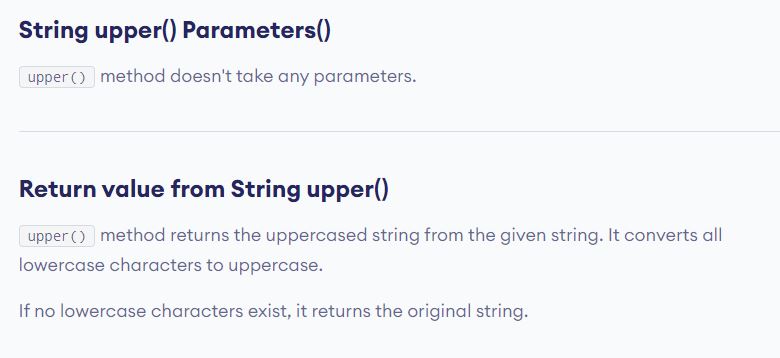 String upper() Parameters()
upper() method doesn't take any parameters.
Return value from String upper()
upper() method returns the uppercased string from the given string. It converts all
lowercase characters to uppercase.
If no lowercase characters exist, it returns the original string.